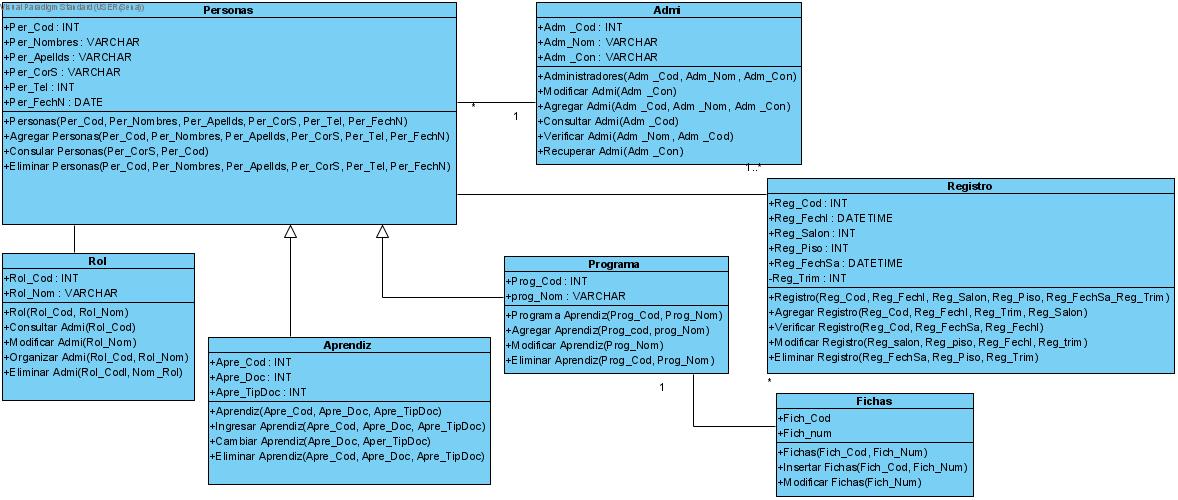 Visual Paradigm Standard (USER(Sena))
Personas
+Per_Cod : INT
+Per_Nombres : VARCHAR
+Per_Apellds : VARCHAR
+Per_CorS : VARCHAR
+Per_Tel : INT
+Per_FechN : DATE
+Personas(Per_Cod, Per_Nombres, Per_Apellds, Per_CorS, Per_Tel, Per_FechN)
+Agregar Personas(Per_Cod, Per_Nombres, Per_Apellds, Per_CorS, Per_Tel, Per_FechN)
+Consular Personas(Per_CorS, Per_Cod)
+Eliminar Personas(Per_Cod, Per_Nombres, Per_Apellds, Per_CorS, Per_Tel, Per_FechN)
*
1
Admi
+Adm _Cod : INT
+Adm_Nom : VARCHAR
+Adm _Con : VARCHAR
+Administradores(Adm _Cod, Adm_Nom , Adm_Con)
+Modificar Admi(Adm _Con)
+Agregar Admi(Adm _Cod, Adm_Nom , Adm _Con)
+Consultar Admi(Adm _Cod)
+Verificar Admi(Adm _Nom , Adm _Cod)
+Recuperar Admi(Adm _Con)
1..*
Registro
+Reg_Cod : INT
+Reg_FechI : DATETIME
+Reg_Salon : INT
+Reg_Piso : INT
+Reg_FechSa : DATETIME
-Reg_Trim : INT
+Registro(Reg_Cod, Reg_FechI, Reg_Salon, Reg_Piso, Reg_FechSa_Reg_Trim)
+Agregar Registro(Reg_Cod, Reg_FechI, Reg_Trim, Reg_Salon)
+Verificar Registro(Reg_Cod, Reg_FechSa, Reg_FechI)
+Modificar Registro(Reg_salon, Reg_piso, Reg_FechI, Reg_trim)
+Eliminar Registro(Reg_FechSa, Reg_Piso, Reg_Trim)
Rol
+Rol_Cod : INT
+Rol_Nom : VARCHAR
+Rol(Rol_Cod, Rol_Nom)
+Consultar Admi(Rol_Cod)
+Modificar Admi(Rol_Nom)
+Organizar Admi(Rol_Cod, Rol_Nom)
+Eliminar Admi(Rol_Codl, Nom_Rol)
Aprendiz
+Apre_Cod : INT
+Apre_Doc : INT
+Apre_TipDoc : INT
+Aprendiz(Apre_Cod, Apre_Doc, Apre_TipDoc)
+Ingresar Aprendiz(Apre_Cod, Apre_Doc, Apre_TipDoc)
+Cambiar Aprendiz(Apre_Doc, Aper_TipDoc)
+Eliminar Aprendiz(Apre_Cod, Apre_Doc, Apre_TipDoc)
Programa
+Prog_Cod : INT
+prog_Nom : VARCHAR
+Programa Aprendiz(Prog_Cod, Prog_Nom)
+Agregar Aprendiz(Prog_cod, prog_Nom)
+Modificar Aprendiz(Prog_Nom)
+Eliminar Aprendiz(Prog_Cod, Prog_Nom)
1
*
Fichas
+Fich_Cod
+Fich_num
+Fichas(Fich_Cod, Fich_Num)
+Insertar Fichas(Fich_Cod, Fich_Num)
+Modificar Fichas(Fich_Num)